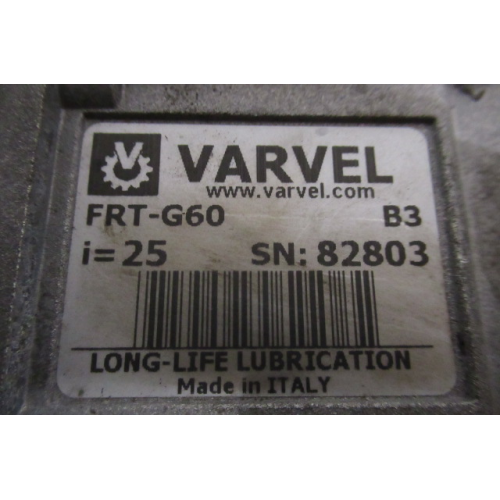 VARVEL
www.varvel.com
FRT-G60 B3
i= 25 SN: 82803
LONG-LIFE LUBRICATION
Made in ITALY